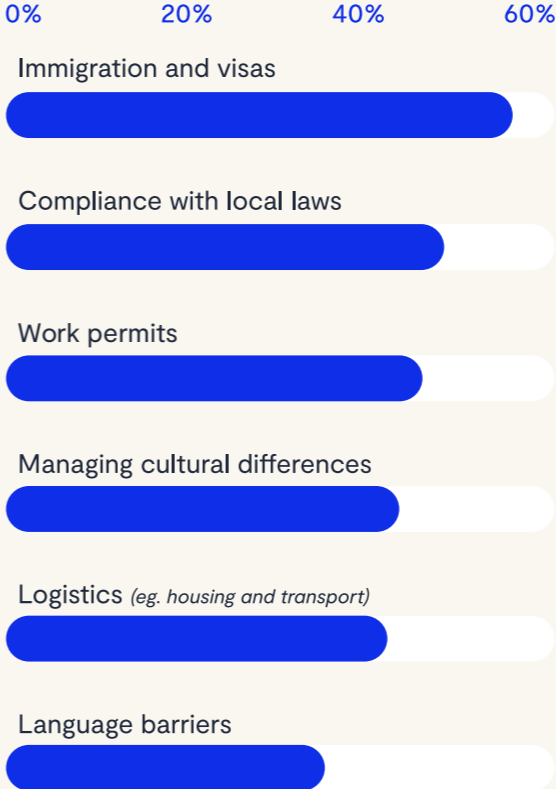 0% 20% 40% 60%
Immigration and visas
Compliance with local laws
Work permits
Managing cultural differences
Logistics (eg. housing and transport)
Language barriers